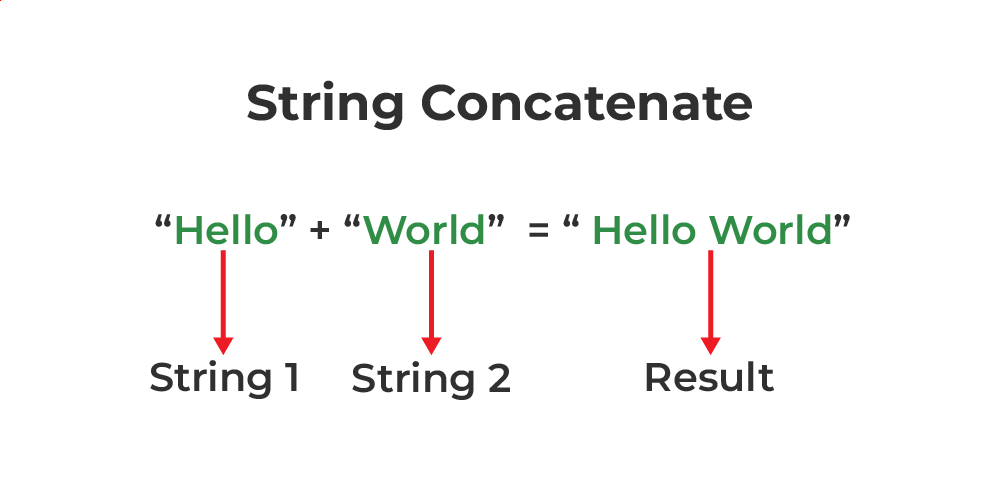 String Concatenate
“Hello” + “World” = “ Hello World”
String 1 String 2 Result